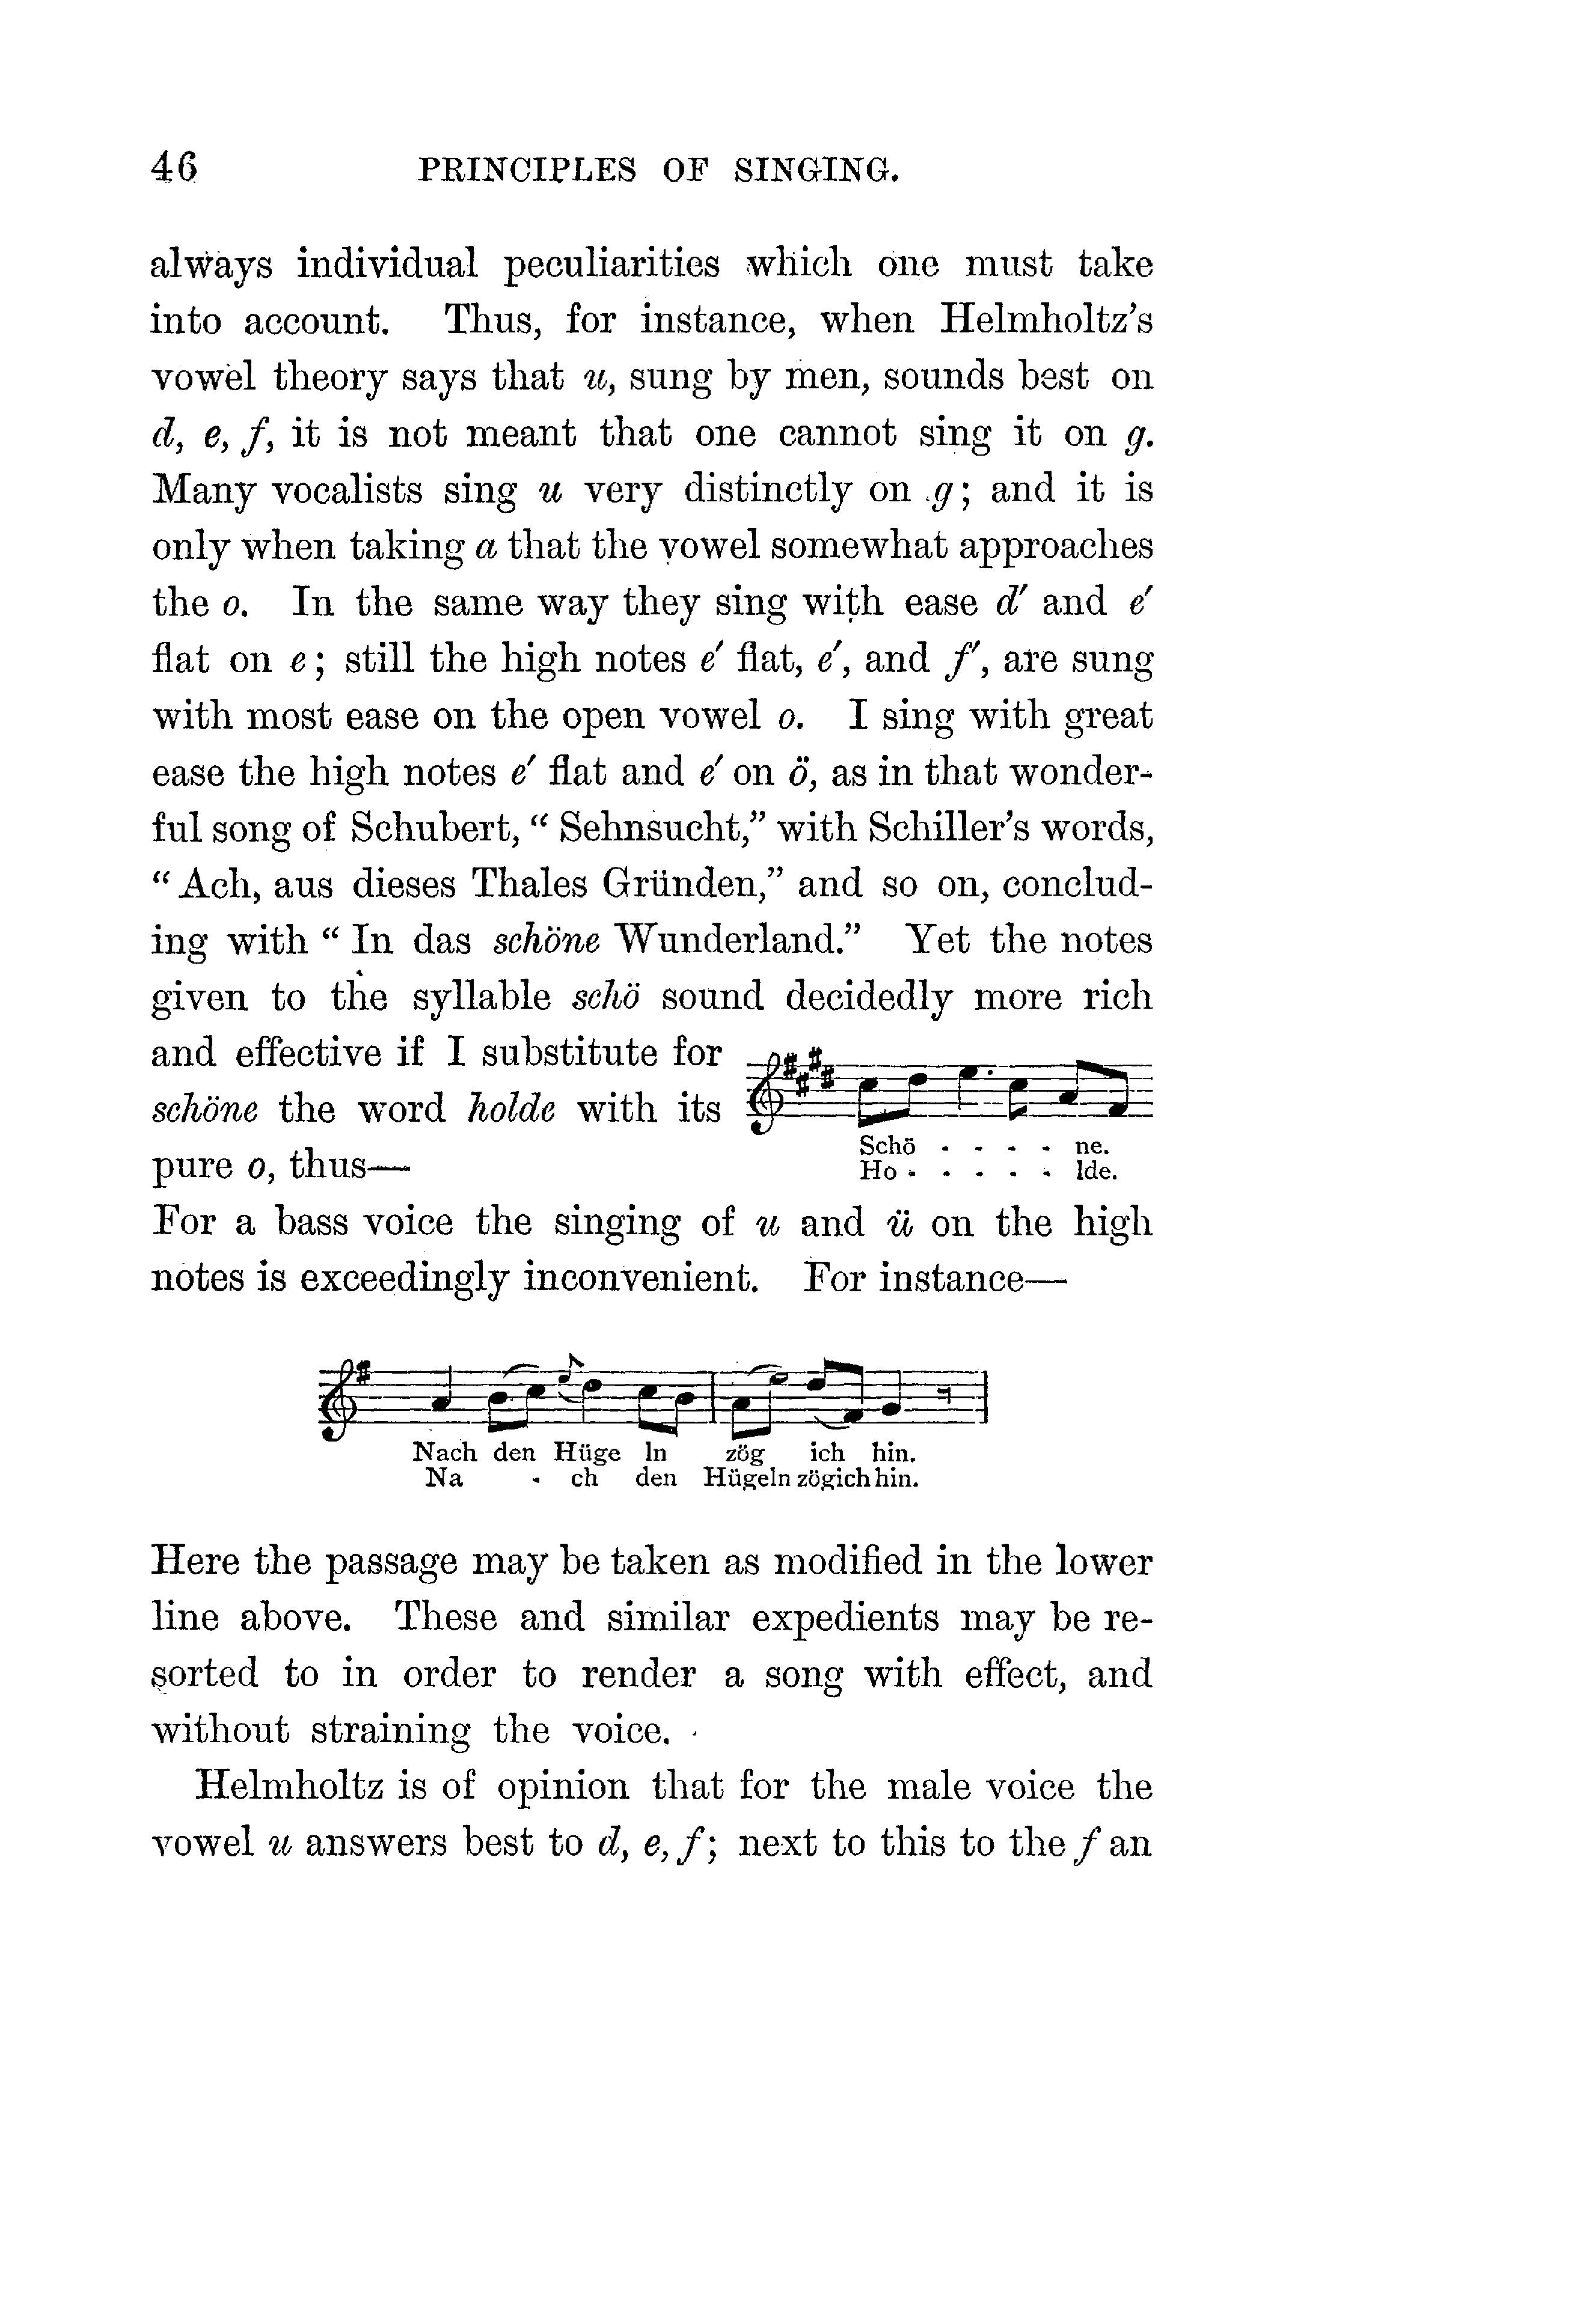 46 PRINCIPLES OF SINGING.
always individual peculiarities which one must take
into account. Thus, for instance, when Helmholtz's
vowel theory says that u, sung by men, sounds best on
d, e, f, it is not meant that one cannot sing it on g.
Many vocalists sing u very distinctly on g; and it is
only when taking a that the vowel somewhat approaches
the o. In the same way they sing with ease d′ and e′
flat on e; still the high notes e′ flat, e′, and f′, are sung
with most ease on the open vowel o. I sing with great
ease the high notes e′ flat and e′ on ö, as in that wonder-
ful song of Schubert, “Sehnsucht,” with Schiller's words,
“Ach, aus dieses Thales Gründen,” and so on, conclud-
ing with “In das schöne Wunderland.” Yet the notes
given to the syllable schö sound decidedly more rich
and effective if I substitute for
schöne the word holde with its
pure o, thus—
Schö - - - - ne.
Ho - - - - - lde.
For a bass voice the singing of u and ü on the high
notes is exceedingly inconvenient. For instance—
Nach den Hüge ln zög ich hin.
Na - ch den Hügeln zög ich hin.
Here the passage may be taken as modified in the lower
line above. These and similar expedients may be re-
sorted to in order to render a song with effect, and
without straining the voice.
Helmholtz is of opinion that for the male voice the
vowel u answers best to d, e, f; next to this to the f an